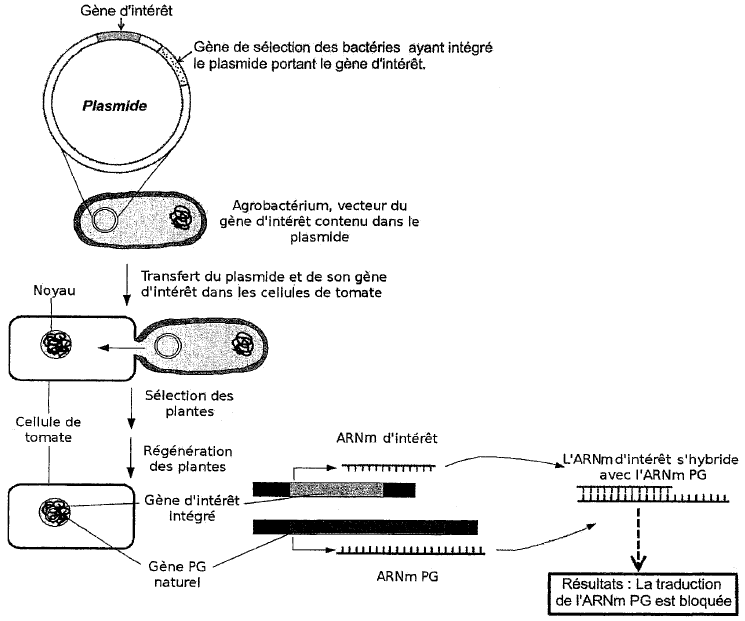 Gène d'intérêt
Gène de sélection des bactéries ayant intégré
le plasmide portant le gène d'intérêt.
Plasmide
Agrobactérium, vecteur du
gène d'intérêt contenu dans le
plasmide
Transfert du plasmide et de son gène
d'intérêt dans les cellules de tomate
Noyau
Sélection des
plantes
Cellule de
tomate
Régénération
des plantes
ARNm d'intérêt
L'ARNm d'intérêt s'hybride
avec l'ARNm PG
Gène d'intérêt
intégré
Gène PG
naturel
ARNm PG
Résultats : La traduction
de l'ARNm PG est bloquée